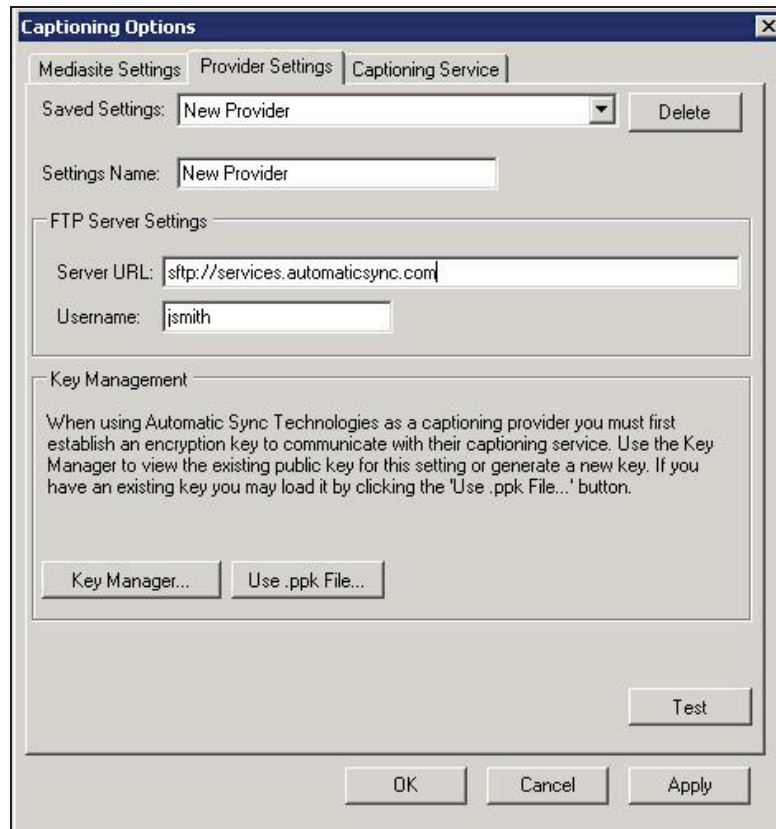 Captioning Options
Mediasite Settings
Provider Settings
Captioning Service
Saved Settings: New Provider
Delete
Settings Name: New Provider
FTP Server Settings
Server URL: sftp://services.automaticsync.com
Username: jsmith
Key Management
When using Automatic Sync Technologies as a captioning provider you must first
establish an encryption key to communicate with their captioning service. Use the Key
Manager to view the existing public key for this setting or generate a new key. If you
have an existing key you may load it by clicking the 'Use .ppk File...' button.
Key Manager...
Use .ppk File...
Test
OK
Cancel
Apply